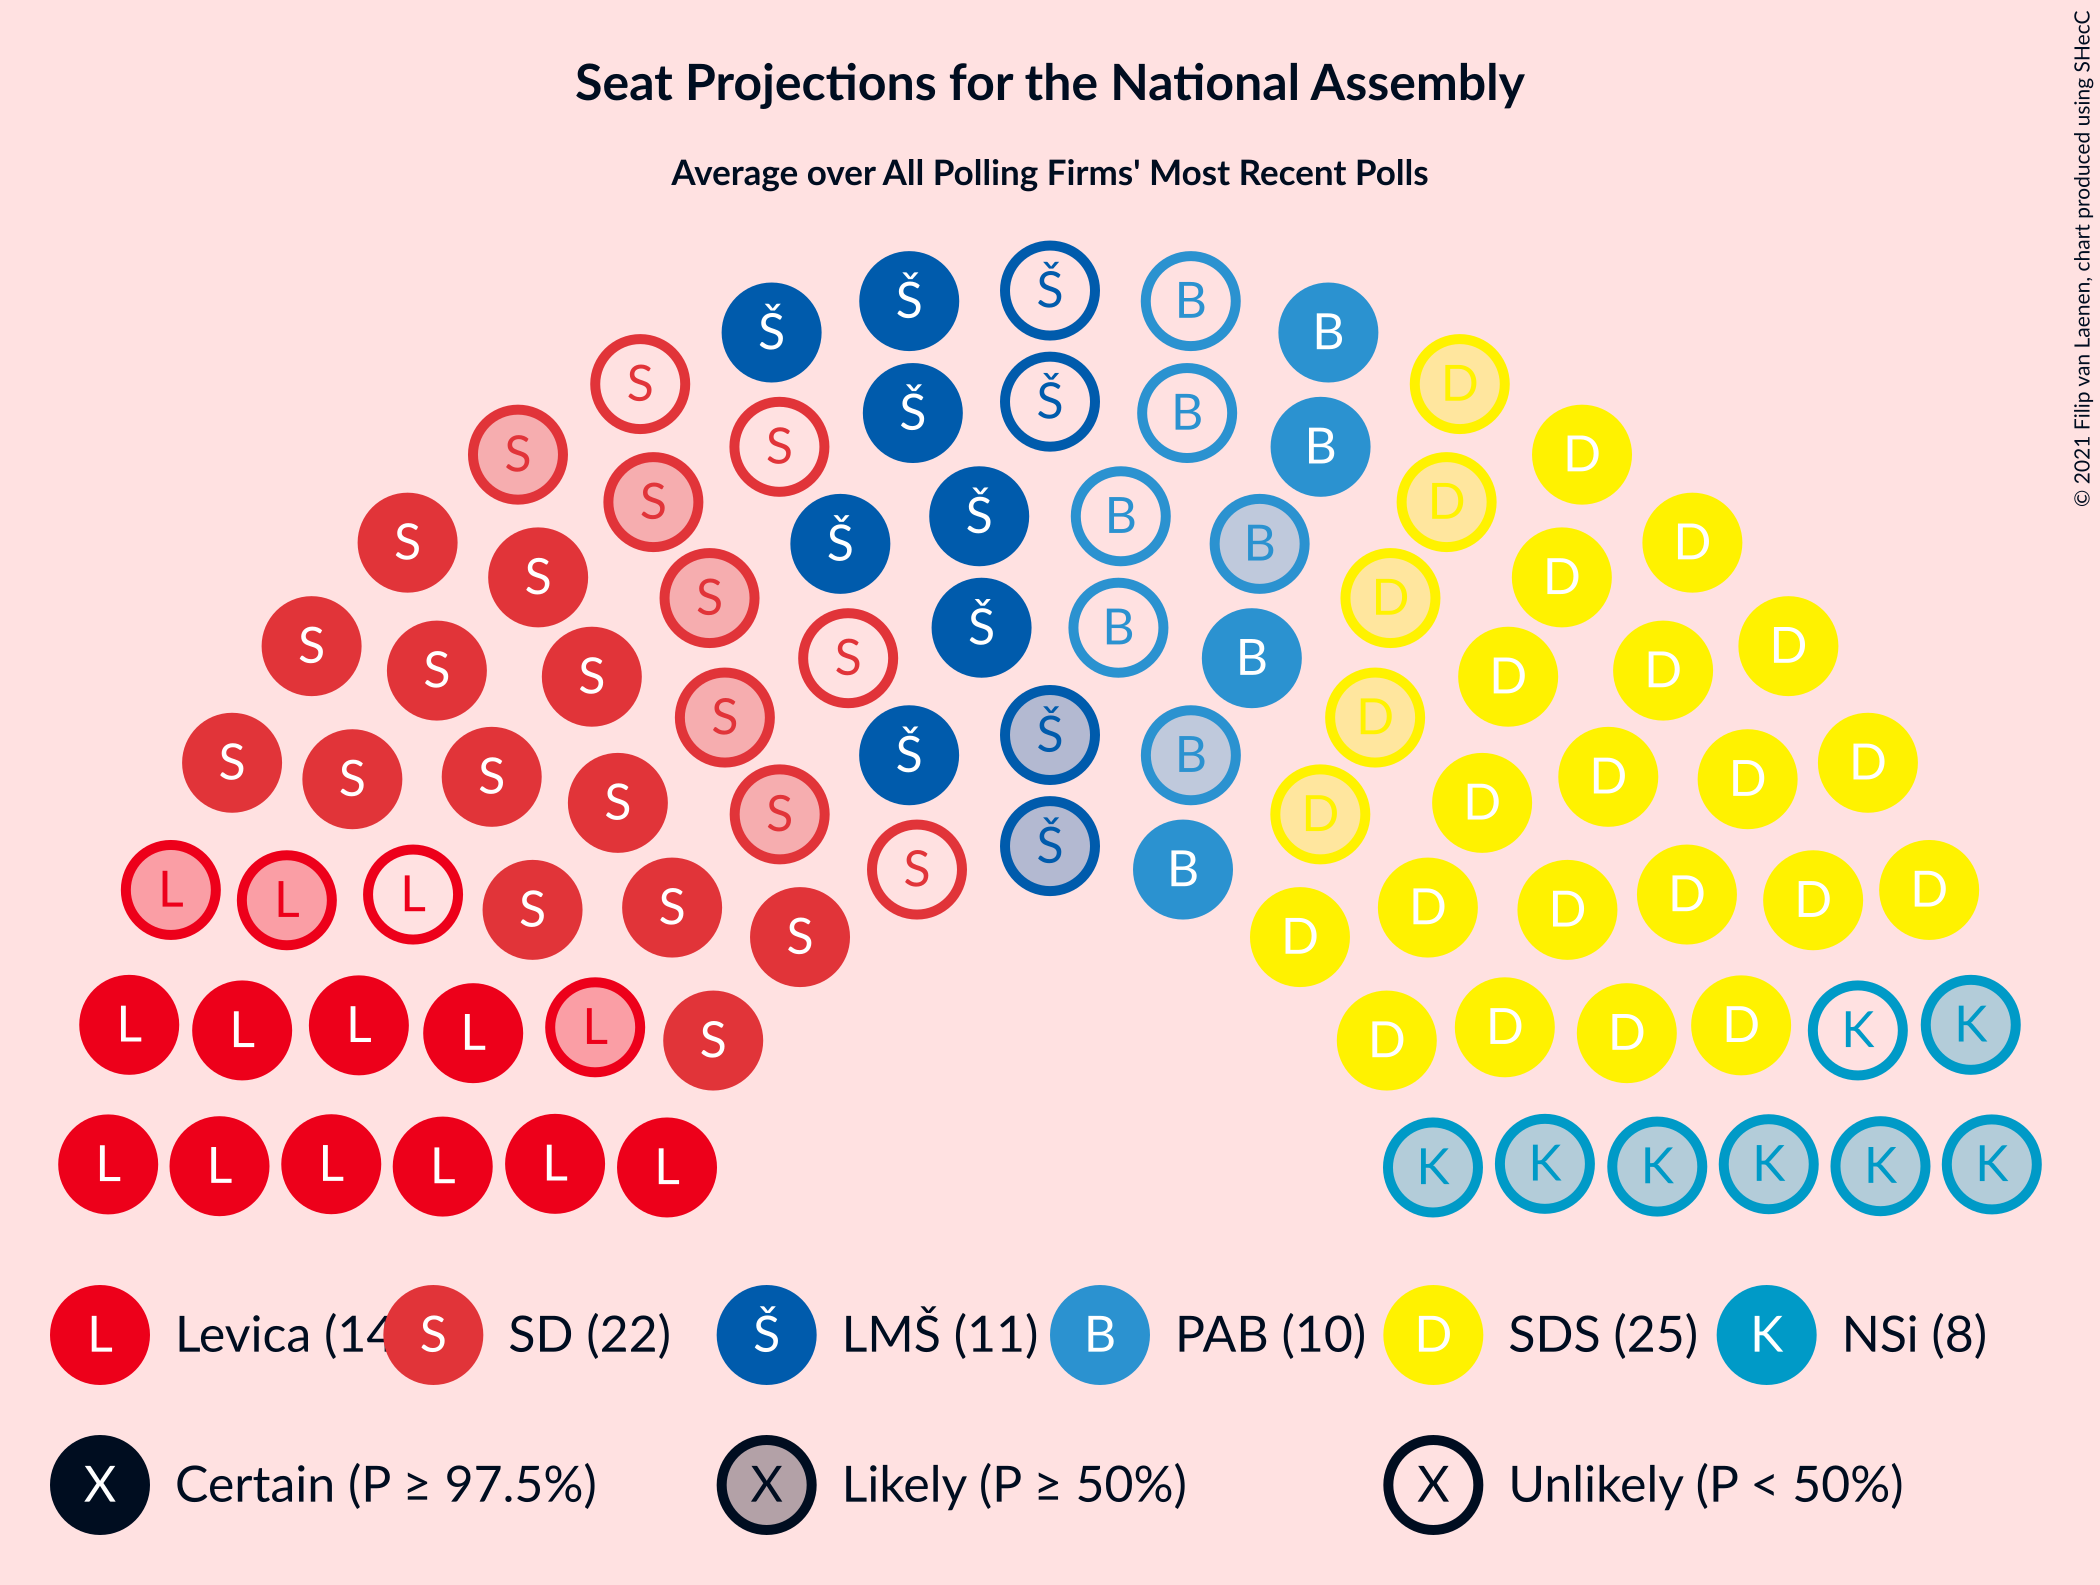 Seat Projections for the National Assembly
Average over All Polling Firms' Most Recent Polls
© 2021 Filip van Laenen, chart produced using SHecC
Š Š Š B B
S Š Š B B D
S S D D
S S Š Š B B D D
S S S D D D
S S S Š B B D D D
S S Š Š B D D
S S S S S D D D D D
L L L S S S S B D D D D D D
L L L L L S D D D D K K
L L L L L L K K K K K K
L Levica (14 S SD (22) Š LMŠ (11) B PAB (10) D SDS (25) K NSi (8)
X Certain (P ≥ 97.5%) X Likely (P ≥ 50%) X Unlikely (P < 50%)